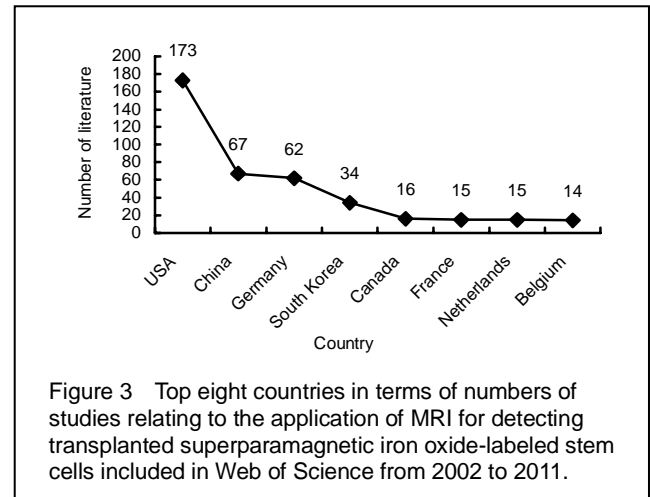 200
180
160
140
120
100
80
60
40
20
0
Number of literature
173
67
62
34
16
15
15
14
USA
China
Germany
South Korea
Canada
France
Netherlands
Belgium
Country
Figure 3 Top eight countries in terms of numbers of
studies relating to the application of MRI for detecting
transplanted superparamagnetic iron oxide-labeled stem
cells included in Web of Science from 2002 to 2011.